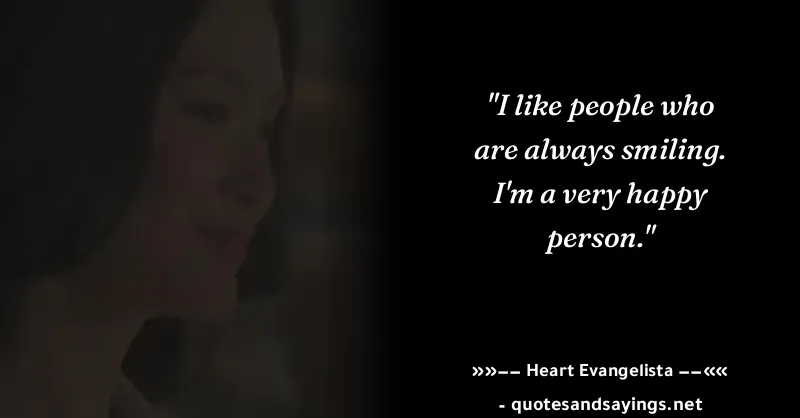 "I like people who
are always smiling.
I'm a very happy
person."
»»–– Heart Evangelista ––««
- quotesandsayings.net